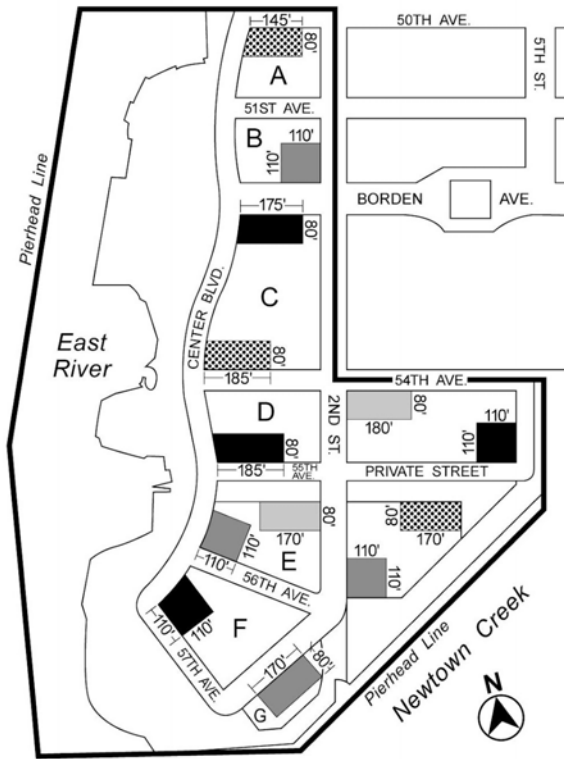 50TH AVE.
145'
80'
5TH ST.
A
51ST AVE.
B
110'
110'
Pierhead Line
BORDEN AVE.
175'
80'
CENTER BLVD.
C
East
River
80'
185'
54TH AVE.
D
2ND ST.
80'
180'
110'
110'
80'
185'
55TH
AVE.
PRIVATE STREET
80'
170'
80'
170'
110'
110'
E
110'
110'
56TH AVE.
110'
110'
F
57TH AVE.
170'
80'
G
Pierhead Line
Newtown Creek
N